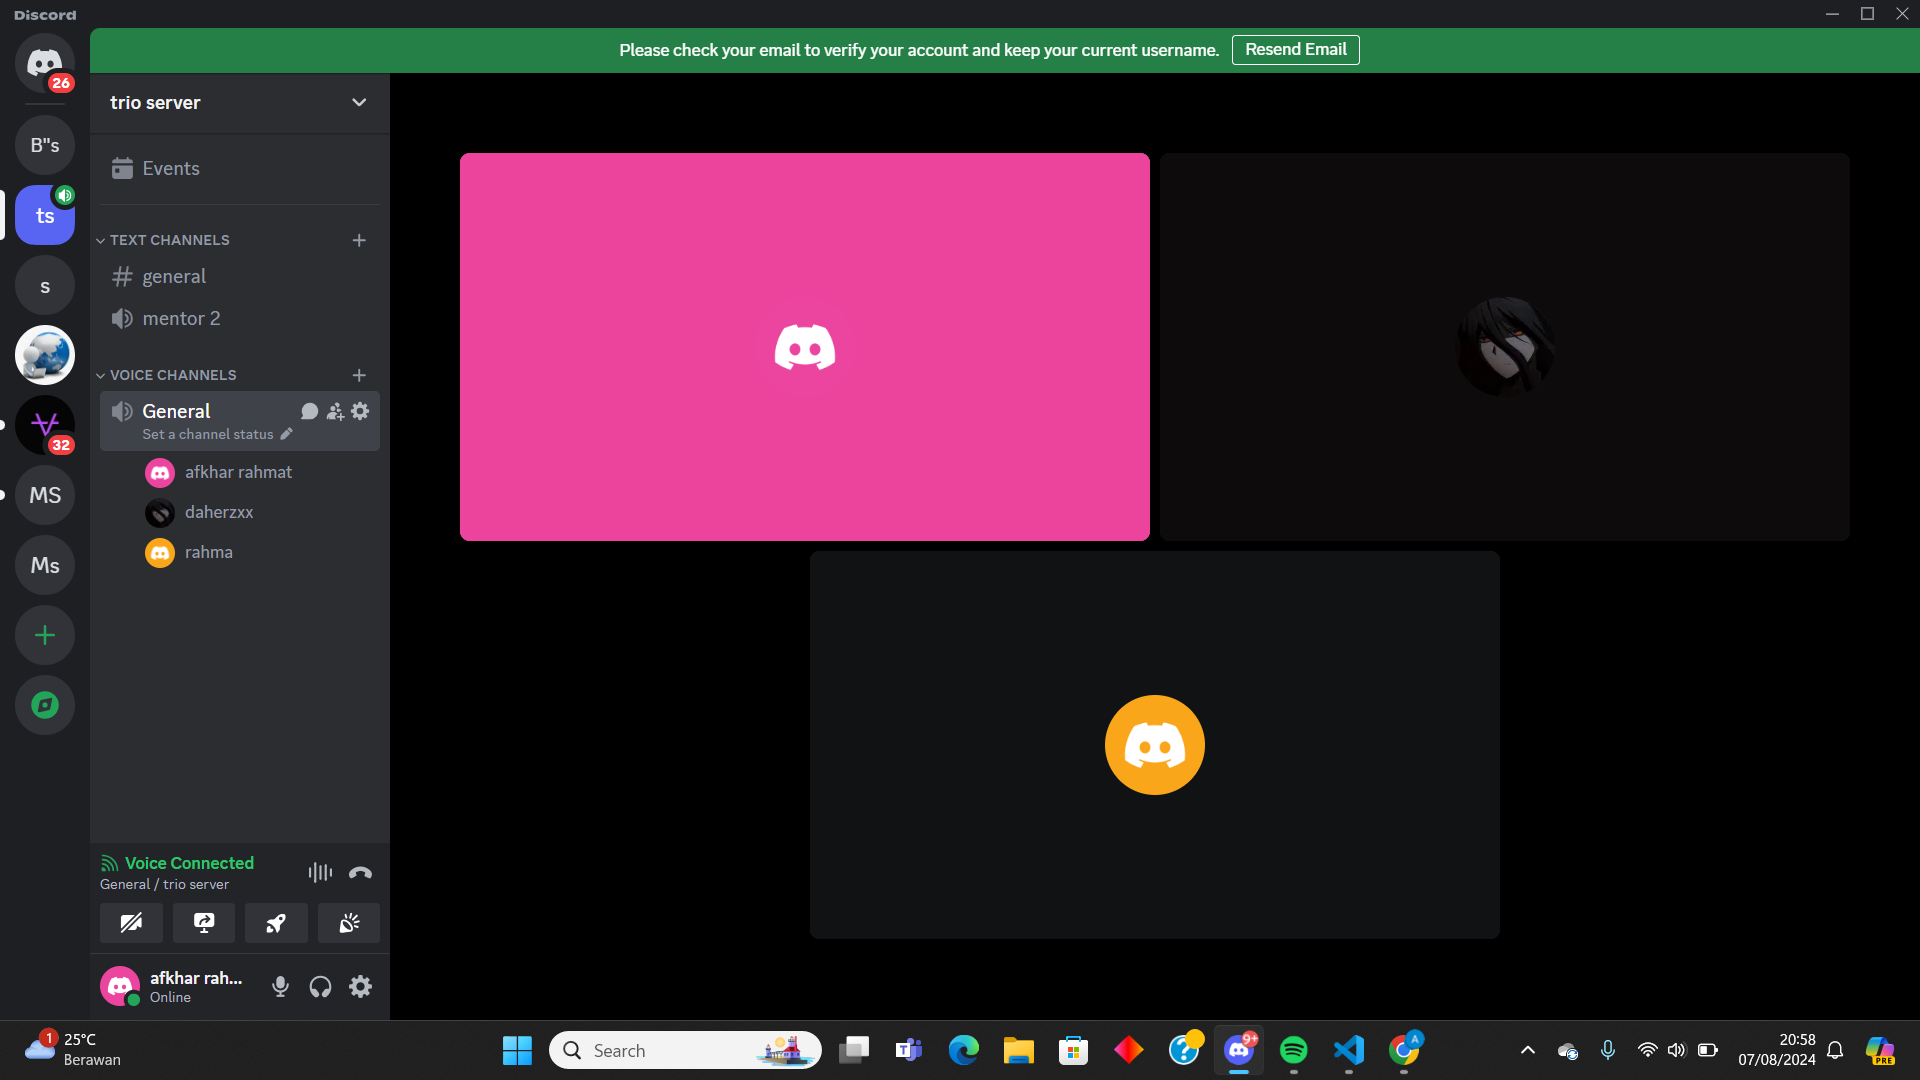 Discord
Please check your email to verify your account and keep your current username.
Resend Email
26
B"s
ts
s
32
MS
Ms
trio server
Events
TEXT CHANNELS
general
mentor 2
VOICE CHANNELS
General
Set a channel status
afkhar rahmat
daherzxx
rahma
Voice Connected
General / trio server
afkhar rah...
Online
1
25°C
Berawan
Search
T
9+
A
20:58
07/08/2024
PRE